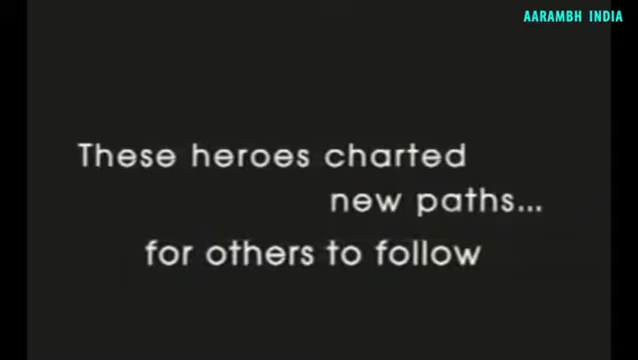 AARAMBH INDIA
These heroes charted
new paths...
for others to follow